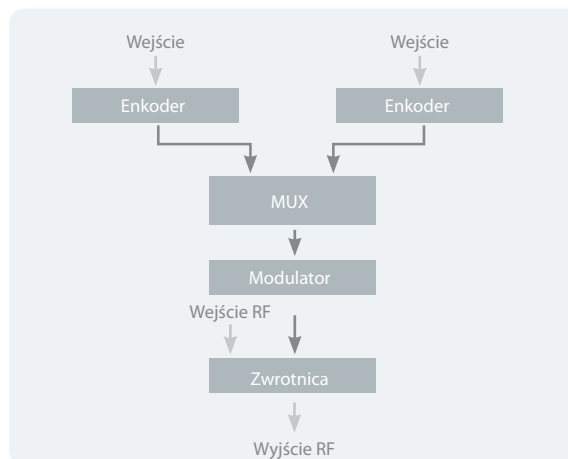 Wejście
Wejście
Enkoder
Enkoder
MUX
Modulator
Wejście RF
Zwrotnica
Wyjście RF